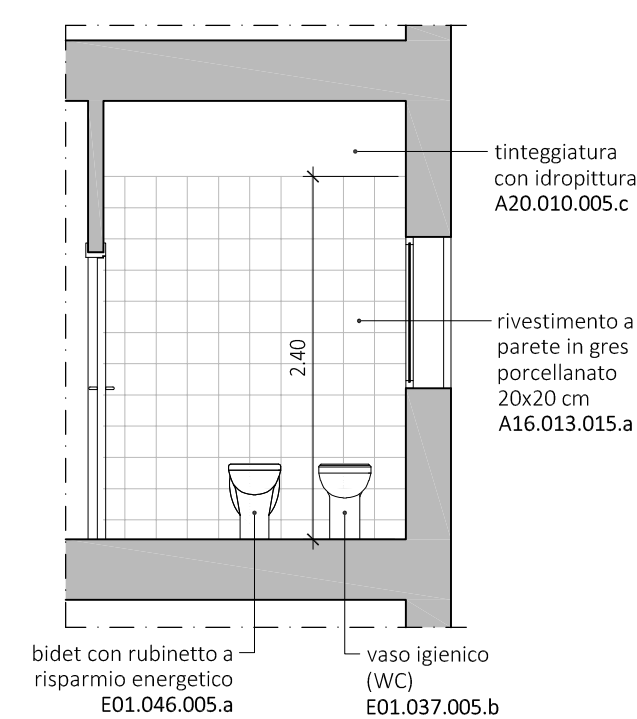 tinteggiatura
con idropittura
A20.010.005.c
rivestimento a
parete in gres
porcellanato
20x20 cm
A16.013.015.a
2.40
bidet con rubinetto a
risparmio energetico
E01.046.005.a
vaso igienico
(WC)
E01.037.005.b